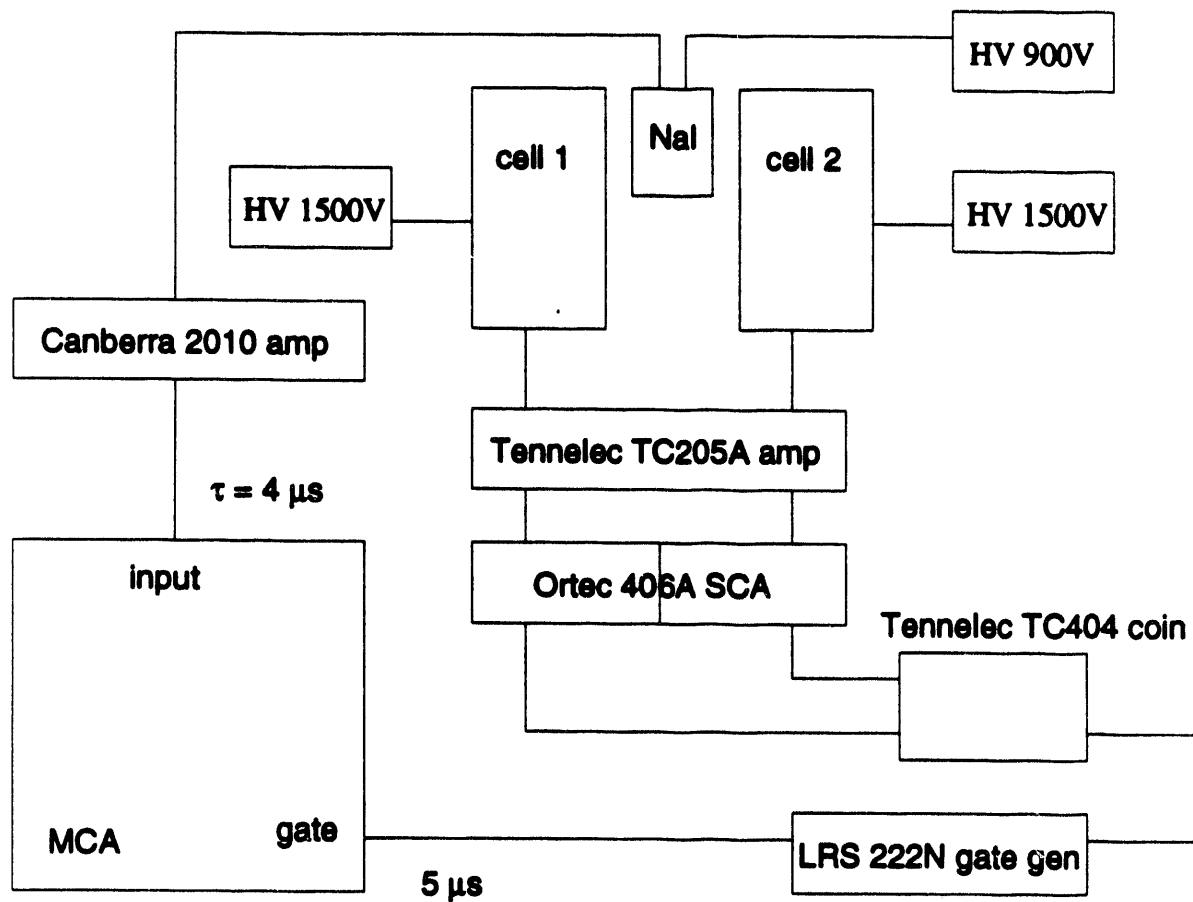 HV 900V
NaI
cell 1
cell 2
HV 1500V
HV 1500V
Canberra 2010 amp
Tennelec TC205A amp
τ = 4 μs
input
Ortec 406A SCA
Tennelec TC404 coin
MCA
gate
LRS 222N gate gen
5 μs